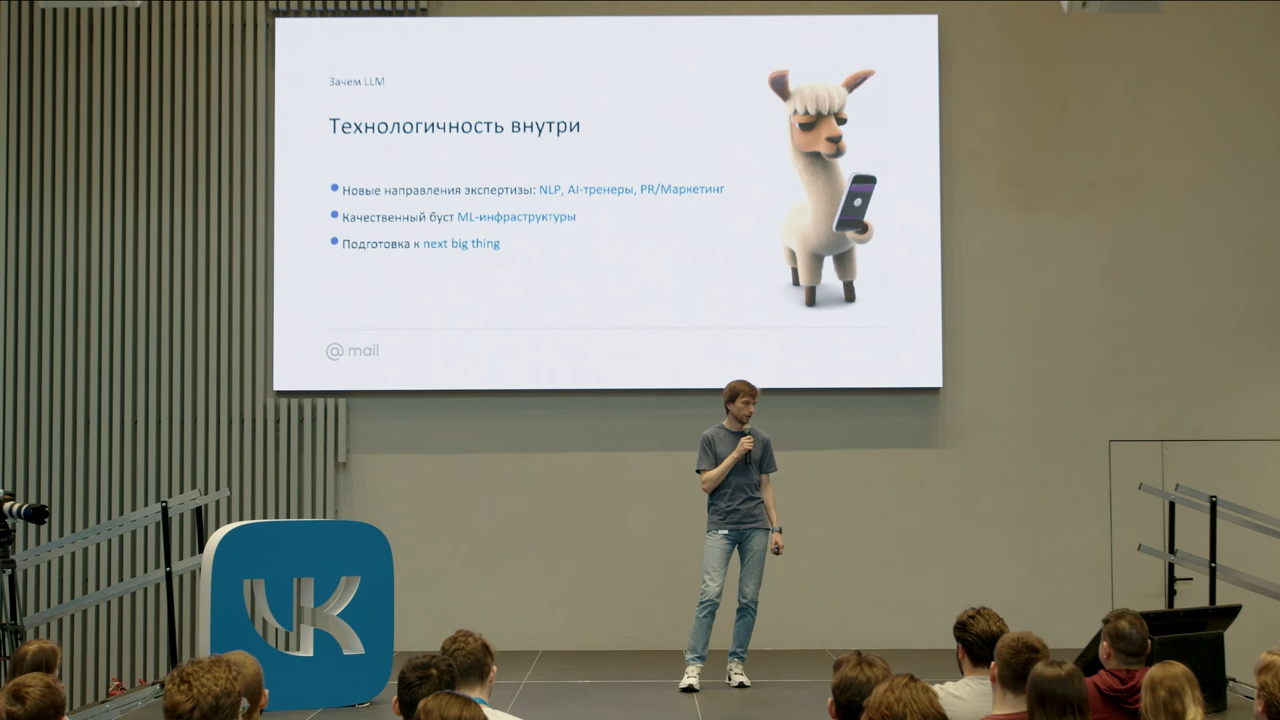 Зачем LLM
Технологичность внутри
Новые направления экспертизы: NLP, AI-тренеры, PR/Маркетинг
Качественный буст ML-инфраструктуры
Подготовка к next big thing
@mail
VK